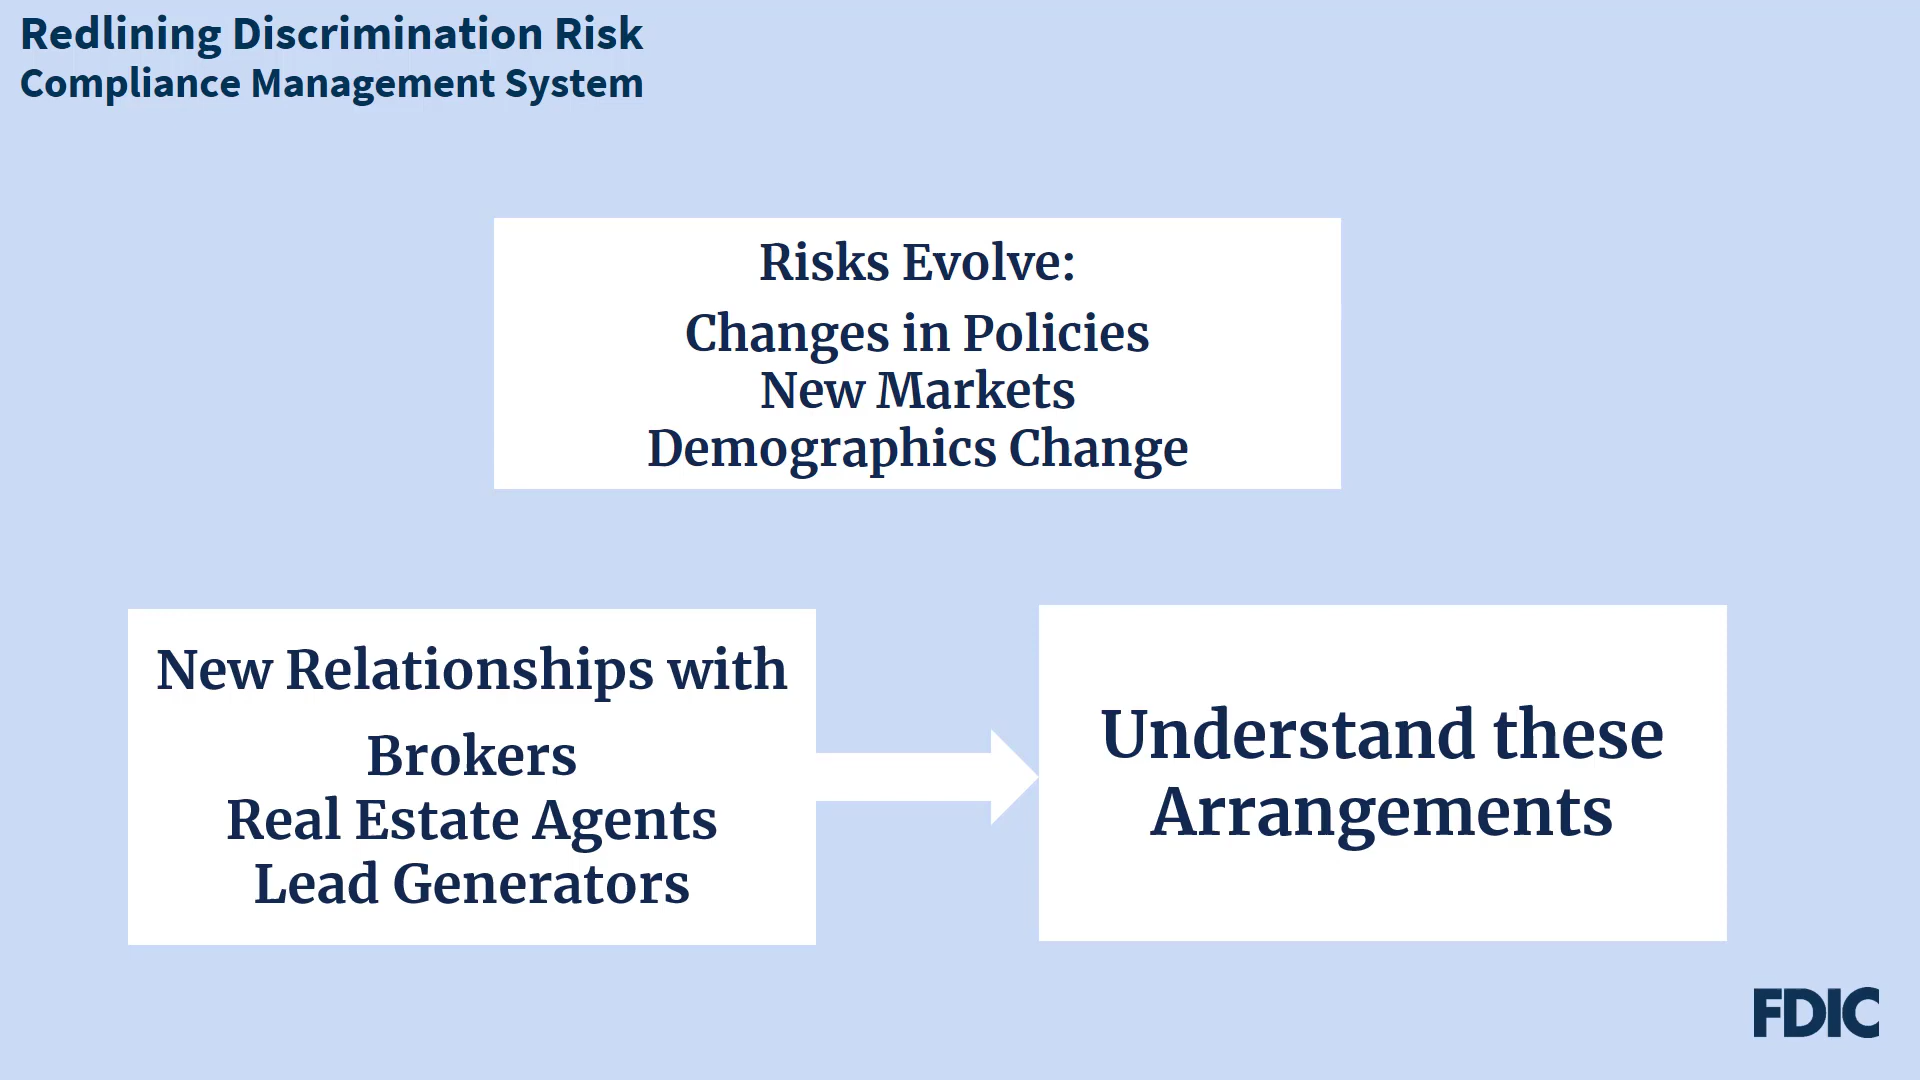 Redlining Discrimination Risk
Compliance Management System
Risks Evolve:
Changes in Policies
New Markets
Demographics Change
New Relationships with
Brokers
Real Estate Agents
Lead Generators
Understand these
Arrangements
FDIC